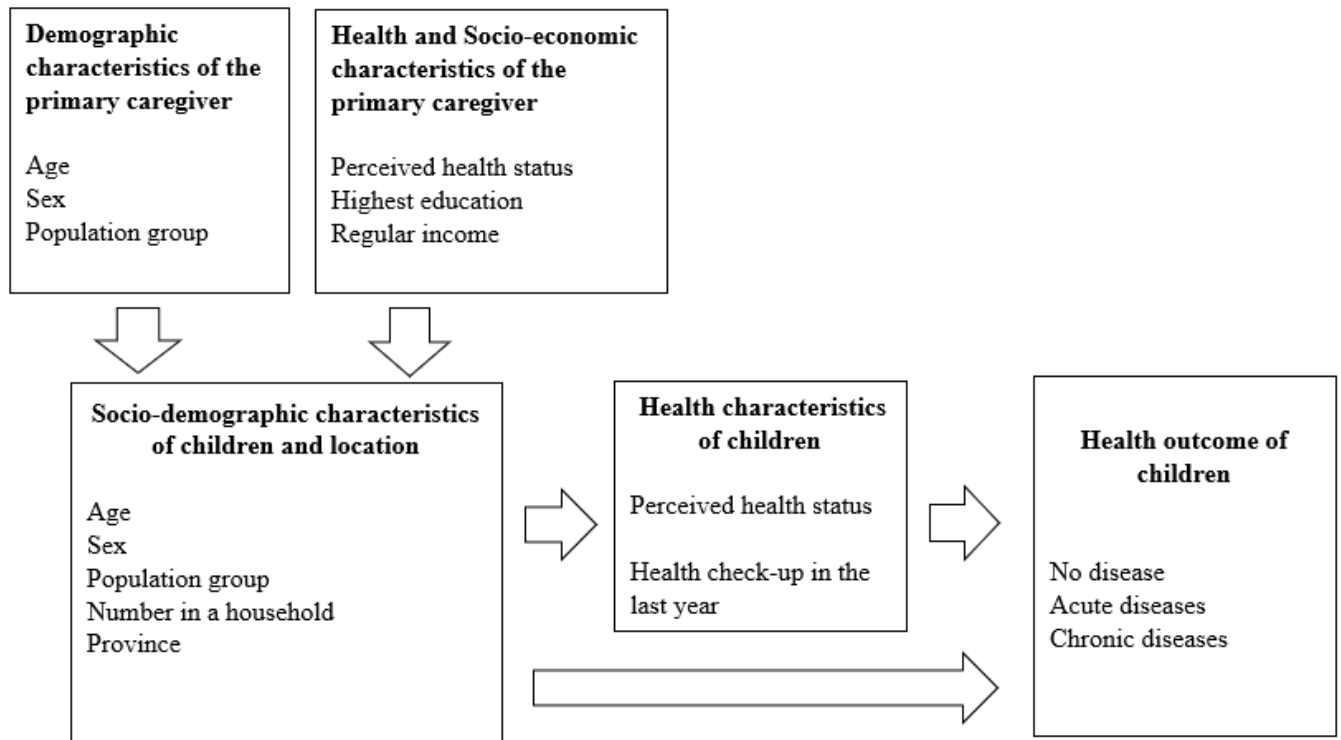 Demographic
characteristics of the
primary caregiver
Age
Sex
Population group
Health and Socio-economic
characteristics of the
primary caregiver
Perceived health status
Highest education
Regular income
Socio-demographic characteristics
of children and location
Age
Sex
Population group
Number in a household
Province
Health characteristics
of children
Perceived health status
Health check-up in the
last year
Health outcome of
children
No disease
Acute diseases
Chronic diseases